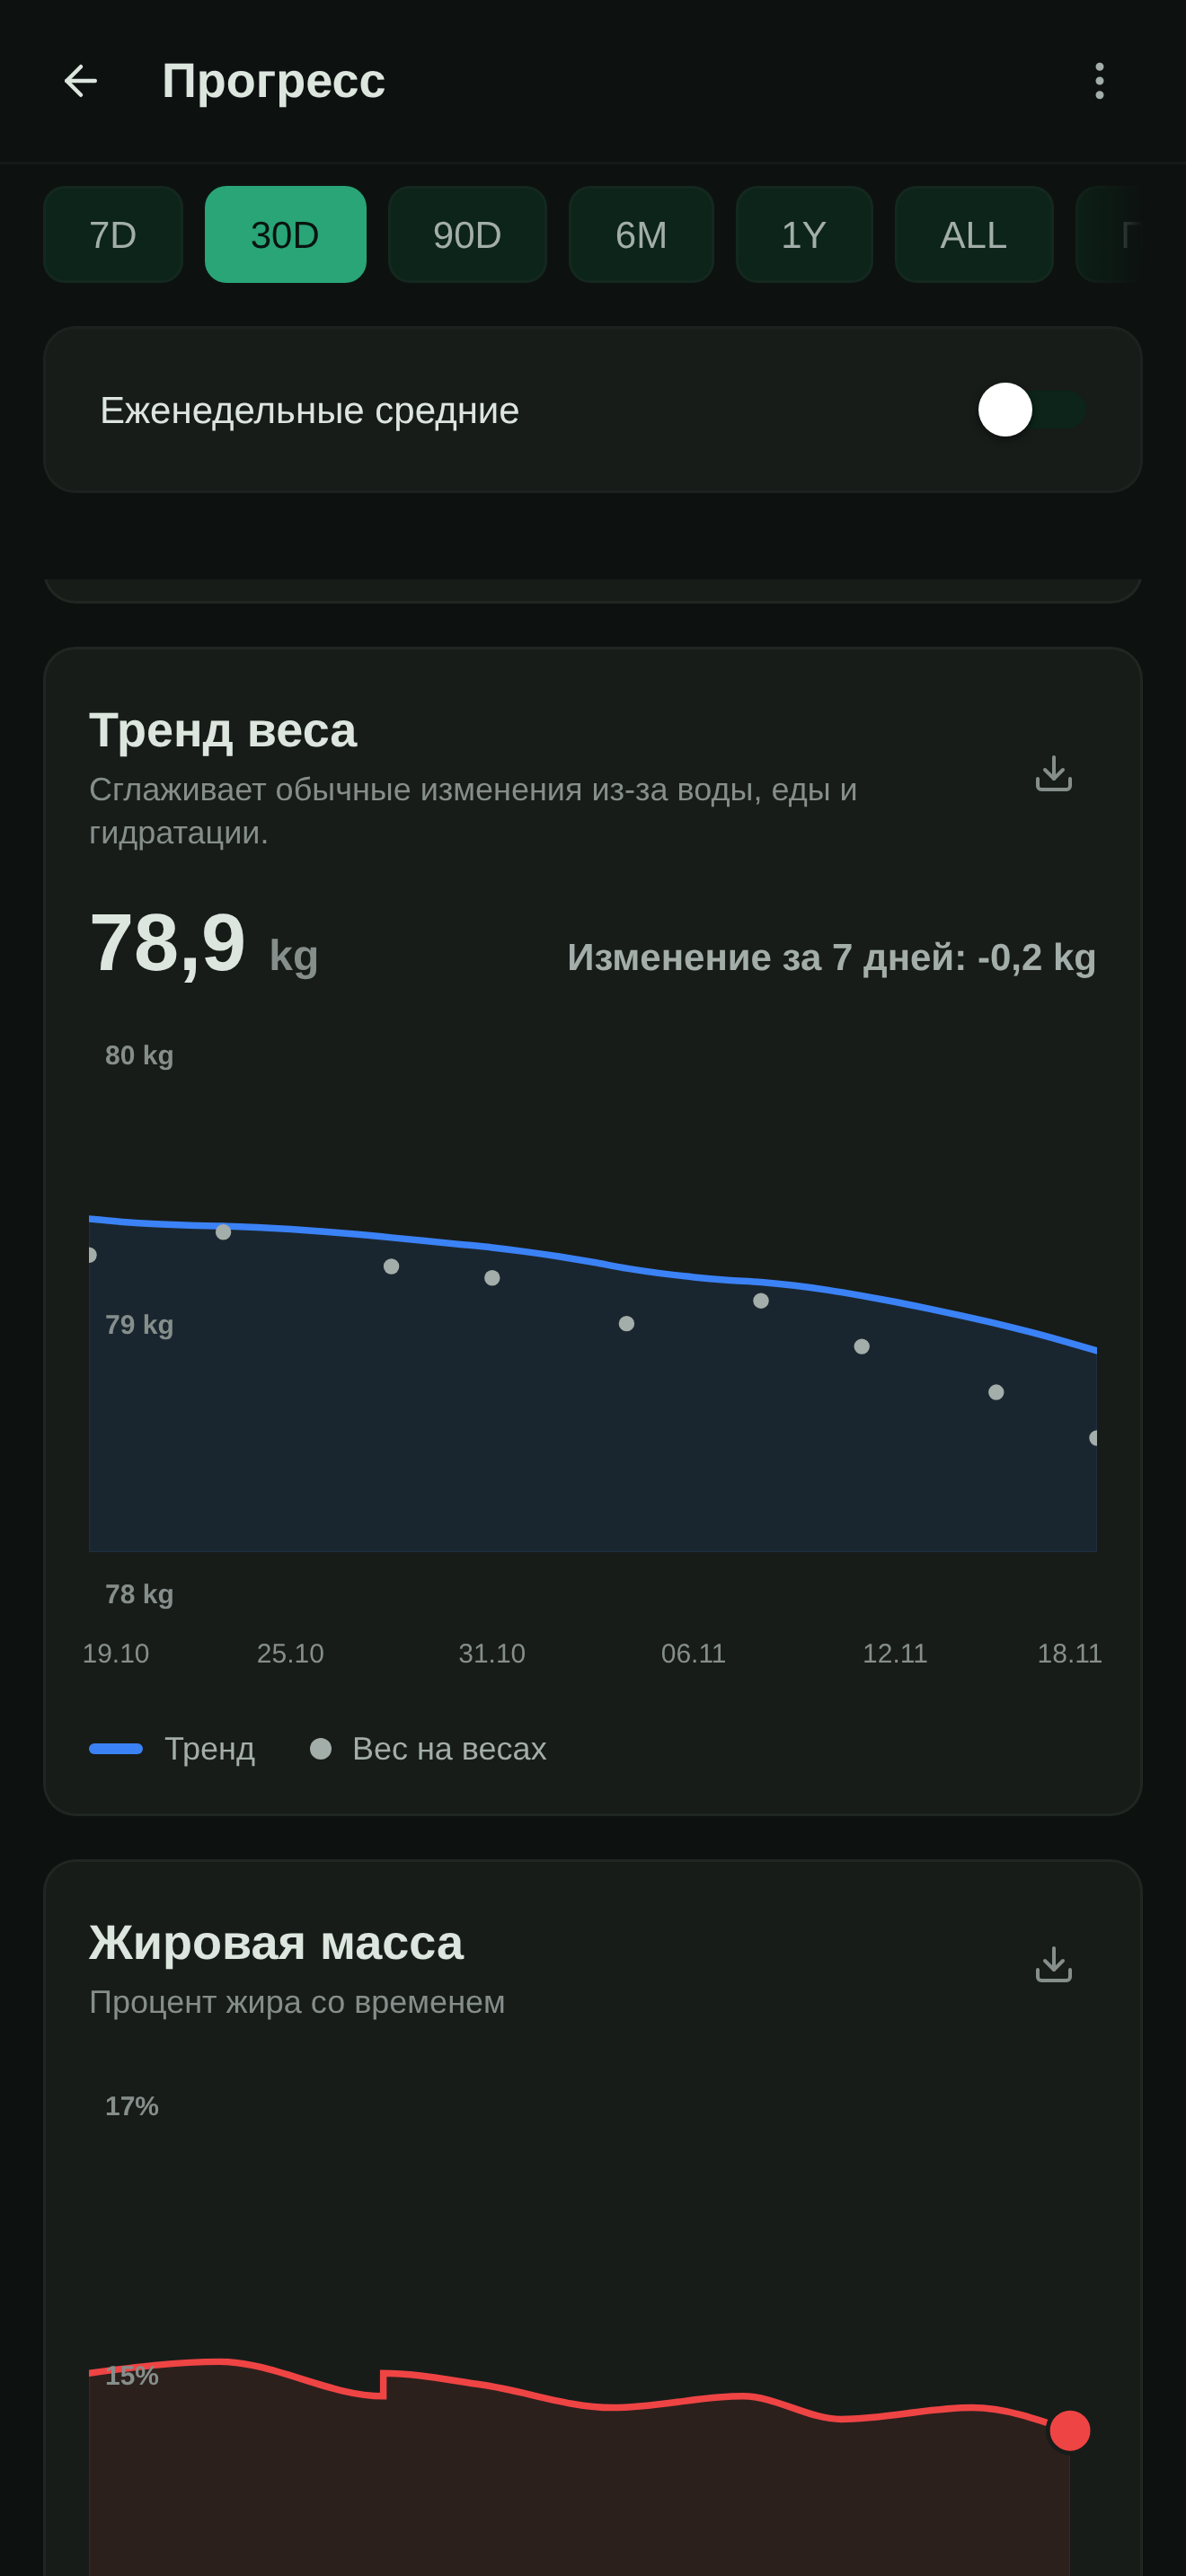 Прогресс
7D 30D 90D 6M 1Y ALL
Еженедельные средние
Тренд веса
Сглаживает обычные изменения из-за воды, еды и
гидратации.
78,9 kg Изменение за 7 дней: -0,2 kg
80 kg
79 kg
78 kg
19.10 25.10 31.10 06.11 12.11 18.11
Тренд Вес на весах
Жировая масса
Процент жира со временем
17%
15%